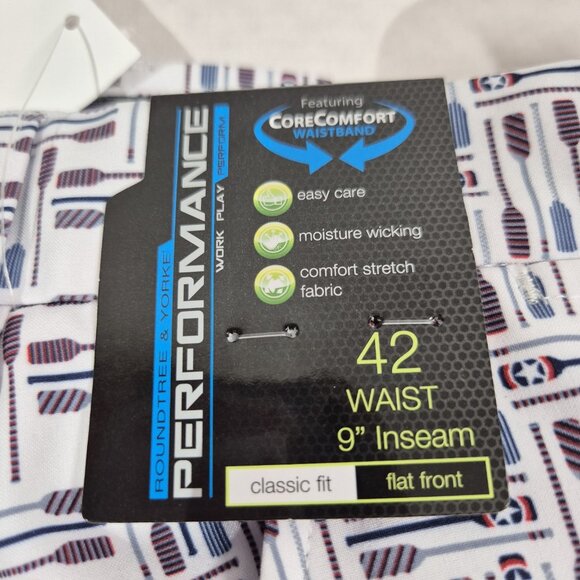 ROUNDTREE & YORKE
PERFORMANCE
WORK PLAY PERFORM
Featuring
CORECOMFORT
WAISTBAND
easy care
moisture wicking
comfort stretch
fabric
42
WAIST
9” Inseam
classic fit
flat front